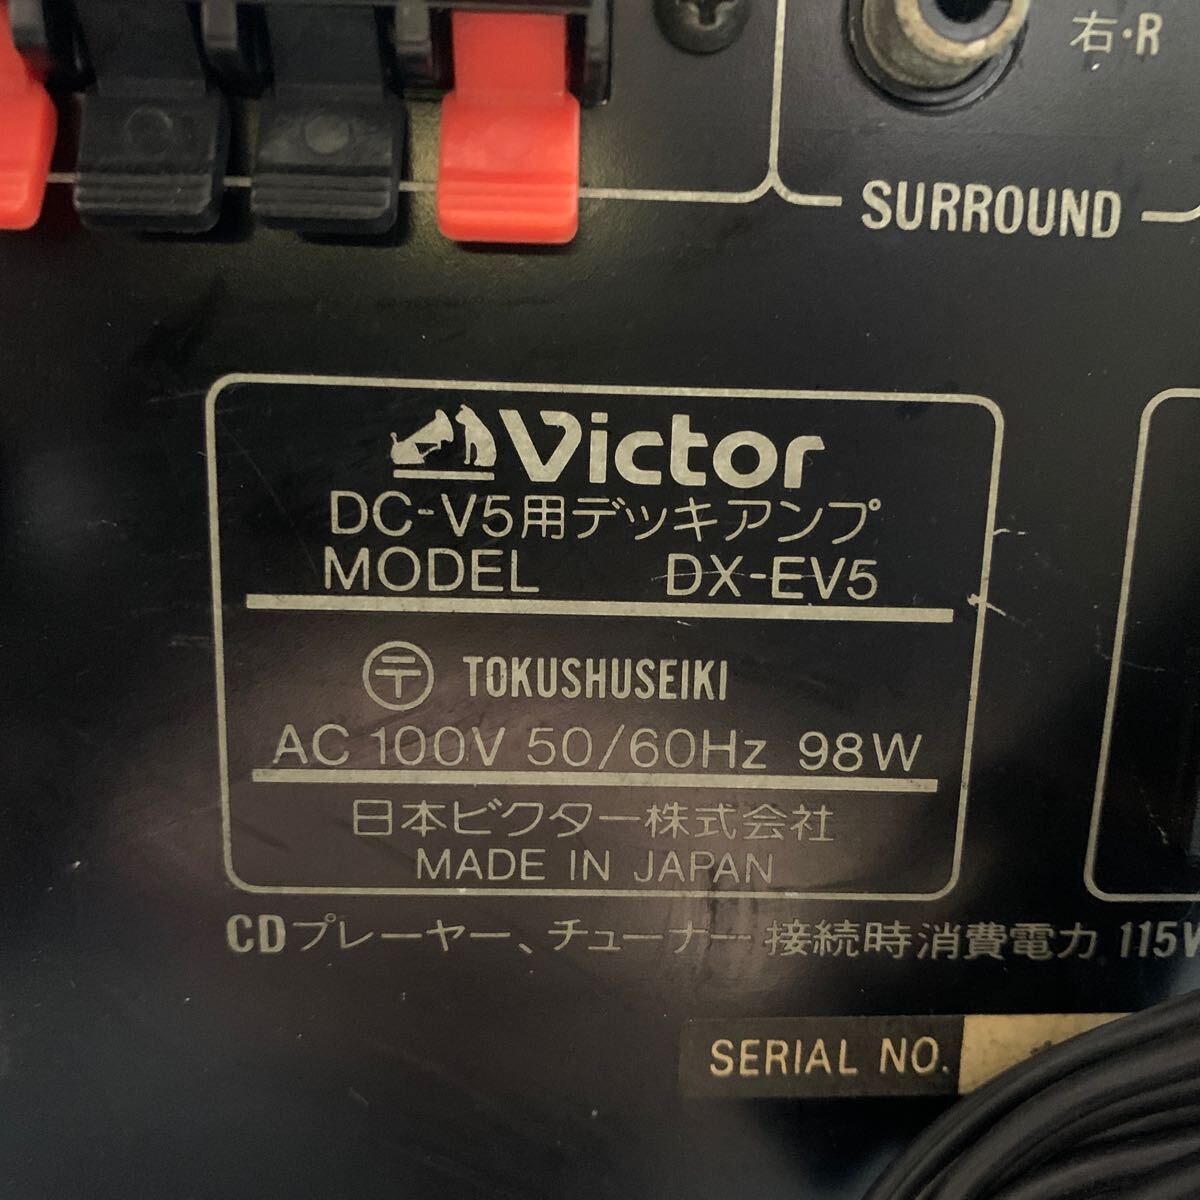 右・R
SURROUND
Victor
DC-V5用デッキアンプ
MODEL DX-EV5
〒 TOKUSHUSEIKI
AC 100V 50/60Hz 98W
日本ビクター株式会社
MADE IN JAPAN
CDプレーヤー、チューナー接続時消費電力 115W
SERIAL NO.